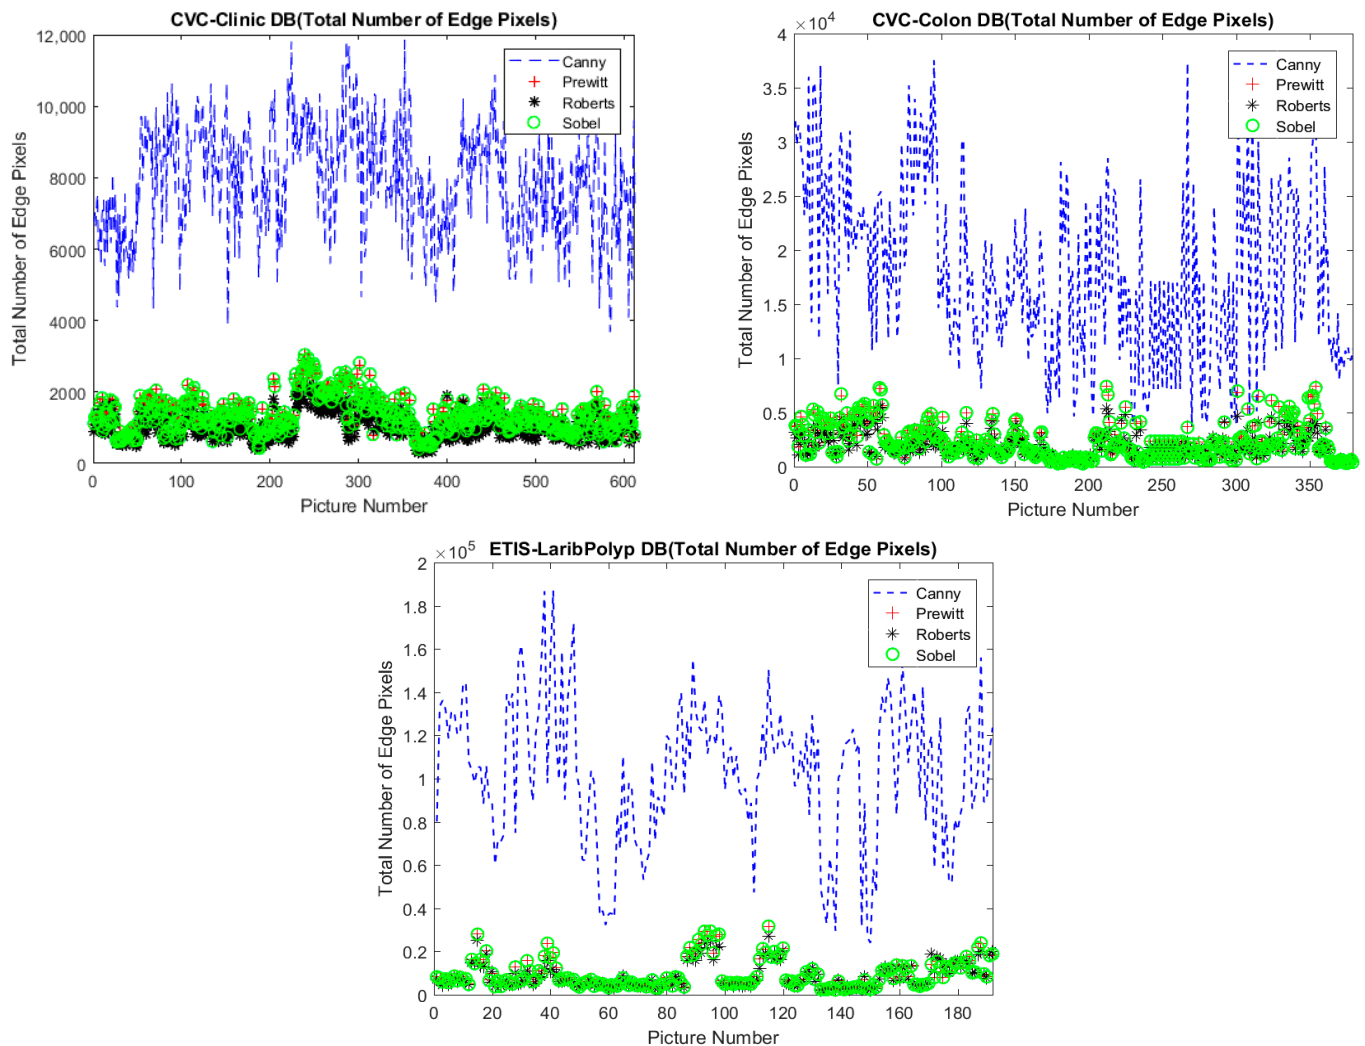 CVC-Clinic DB(Total Number of Edge Pixels)
12,000
10,000
8000
6000
4000
2000
0
Total Number of Edge Pixels
Canny
Prewitt
Roberts
Sobel
0 100 200 300 400 500 600
Picture Number
CVC-Colon DB(Total Number of Edge Pixels)
×10^4
4
3.5
3
2.5
2
1.5
1
0.5
0
Total Number of Edge Pixels
Canny
Prewitt
Roberts
Sobel
0 50 100 150 200 250 300 350
Picture Number
ETIS-LaribPolyp DB(Total Number of Edge Pixels)
×10^5
2
1.8
1.6
1.4
1.2
1
0.8
0.6
0.4
0.2
0
Total Number of Edge Pixels
Canny
Prewitt
Roberts
Sobel
0 20 40 60 80 100 120 140 160 180
Picture Number